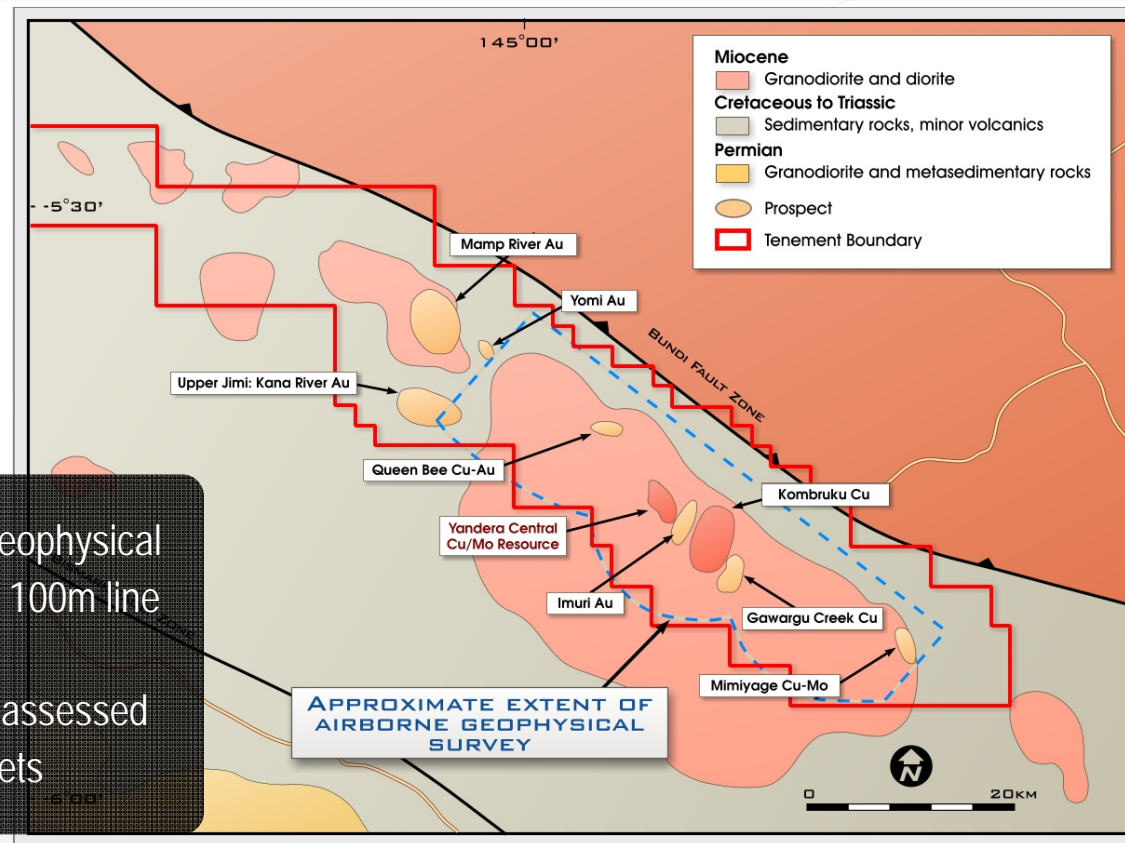 145°00'
Miocene
Granodiorite and diorite
Cretaceous to Triassic
Sedimentary rocks, minor volcanics
Permian
Granodiorite and metasedimentary rocks
Prospect
Tenement Boundary
-5°30'
Mamp River Au
Yomi Au
BUNDI FAULT ZONE
Upper Jimi: Kana River Au
Queen Bee Cu-Au
Kombruku Cu
Yandera Central
Cu/Mo Resource
Imuri Au
Gawargu Creek Cu
Mimiyage Cu-Mo
eophysical
100m line
ZONE
assessed
ets
-6°00'
APPROXIMATE EXTENT OF
AIRBORNE GEOPHYSICAL
SURVEY
N
0 20KM